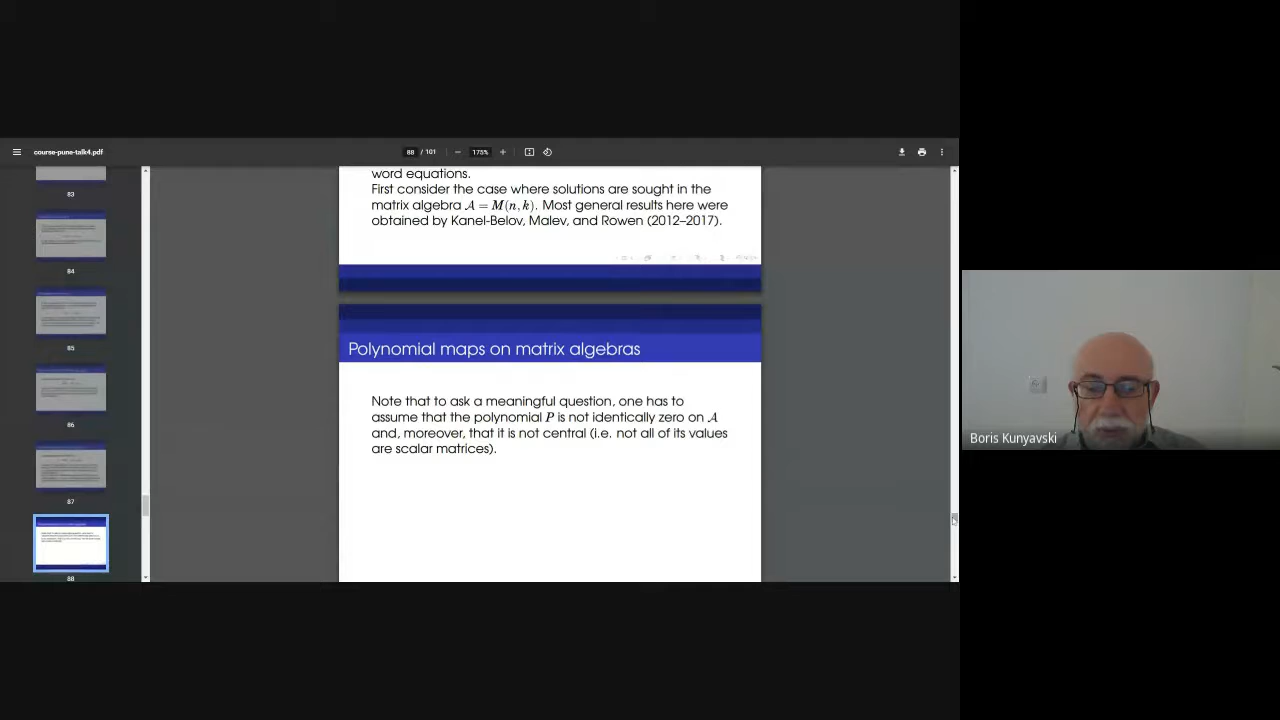 course-pune-talk4.pdf
88 / 101
175%
83
84
85
86
87
88
word equations.
First consider the case where solutions are sought in the
matrix algebra 𝒜 = M(n, k). Most general results here were
obtained by Kanel-Belov, Malev, and Rowen (2012–2017).
Polynomial maps on matrix algebras
Note that to ask a meaningful question, one has to
assume that the polynomial P is not identically zero on 𝒜
and, moreover, that it is not central (i.e. not all of its values
are scalar matrices).
Boris Kunyavski